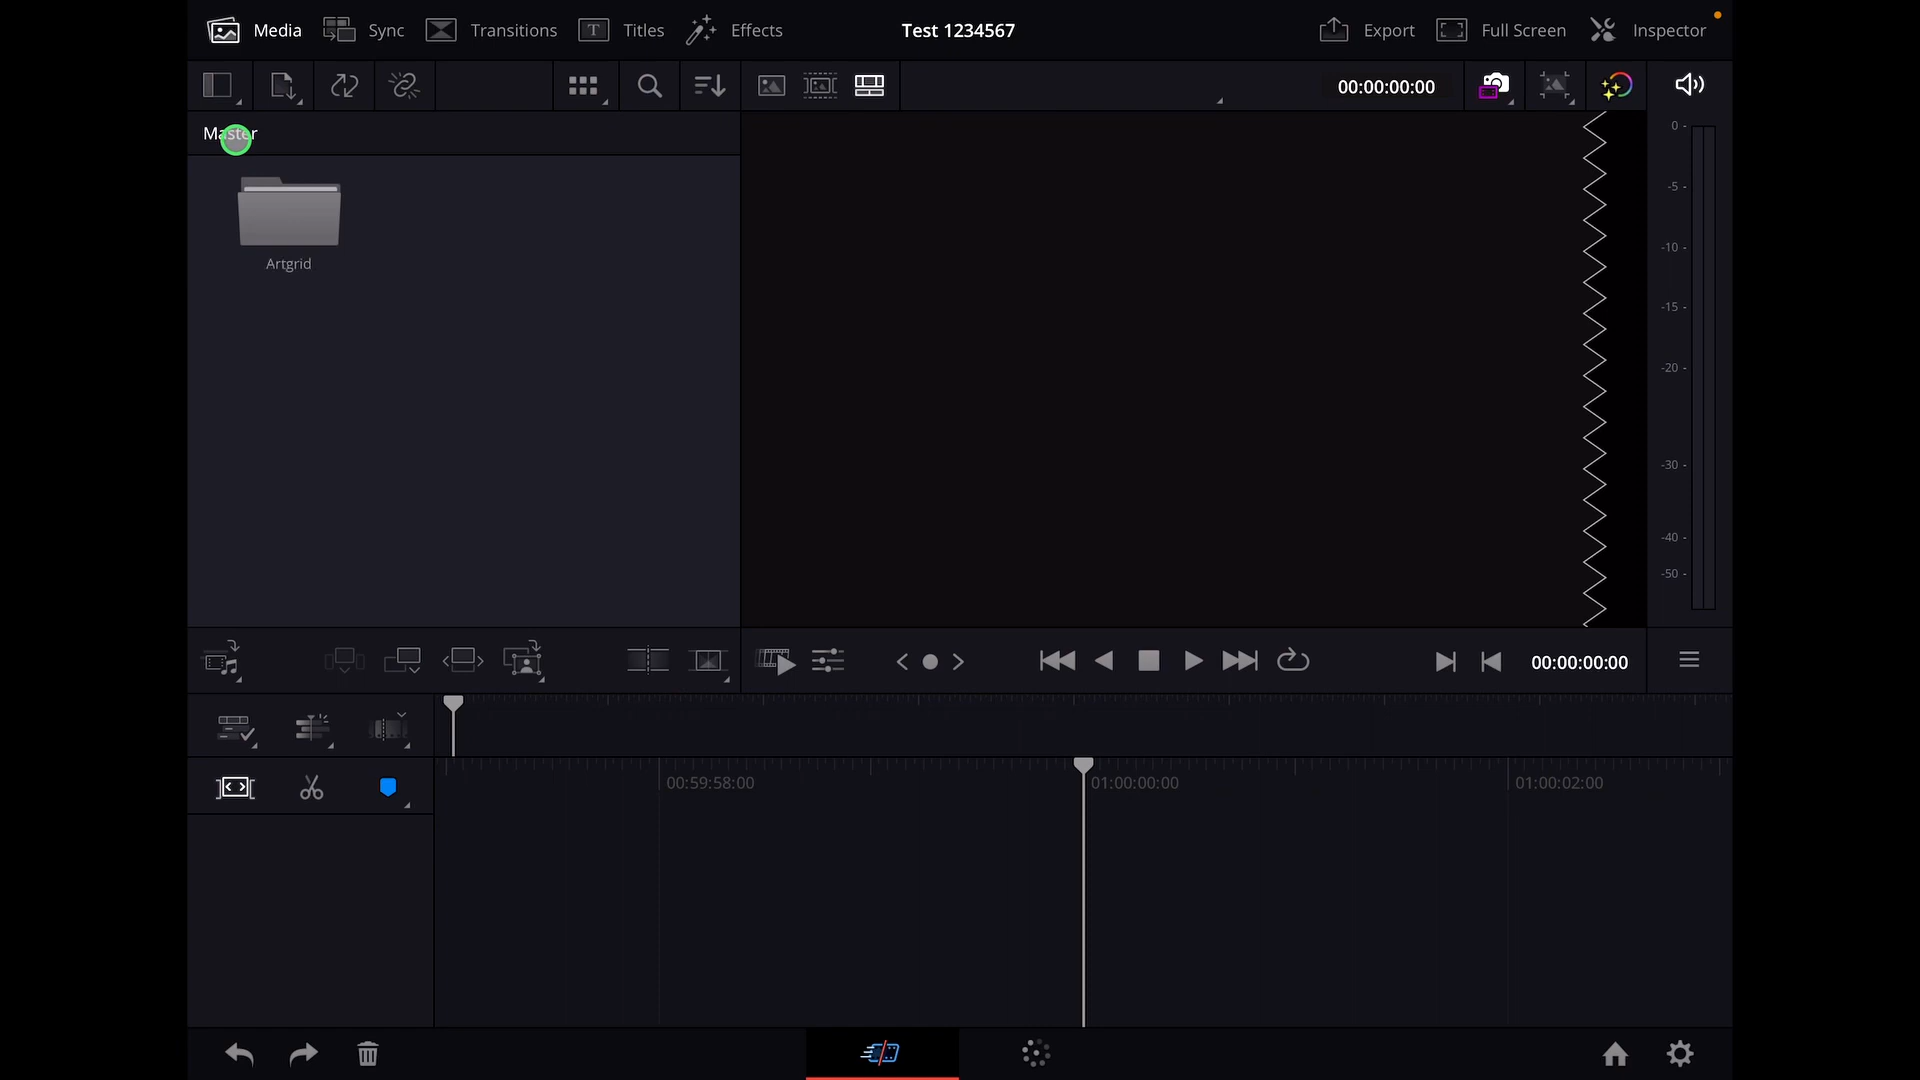 Media
Sync
Transitions
T
Titles
Effects
Test 1234567
Export
Full Screen
Inspector
00:00:00:00
Master
Artgrid
0
-5
-10
-15
-20
-30
-40
-50
00:00:00:00
00:59:58:00
01:00:00:00
01:00:02:00